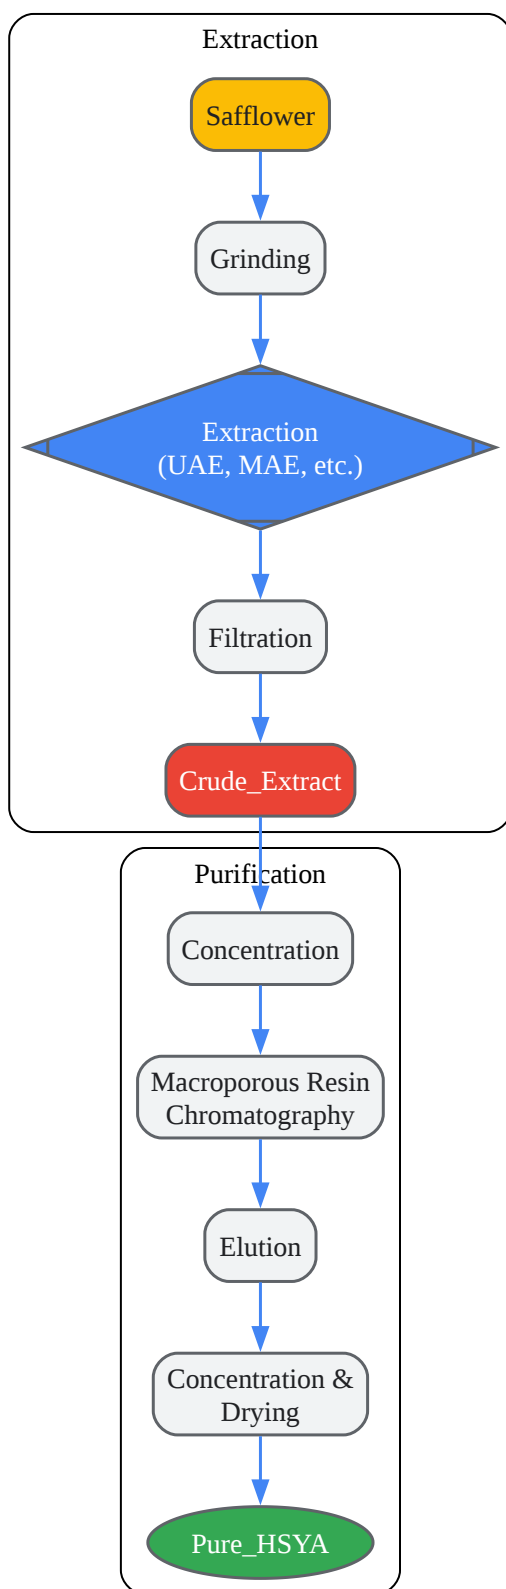 Extraction
Safflower
Grinding
Extraction
(UAE, MAE, etc.)
Filtration
Crude_Extract
Purification
Concentration
Macroporous Resin
Chromatography
Elution
Concentration &
Drying
Pure_HSYA